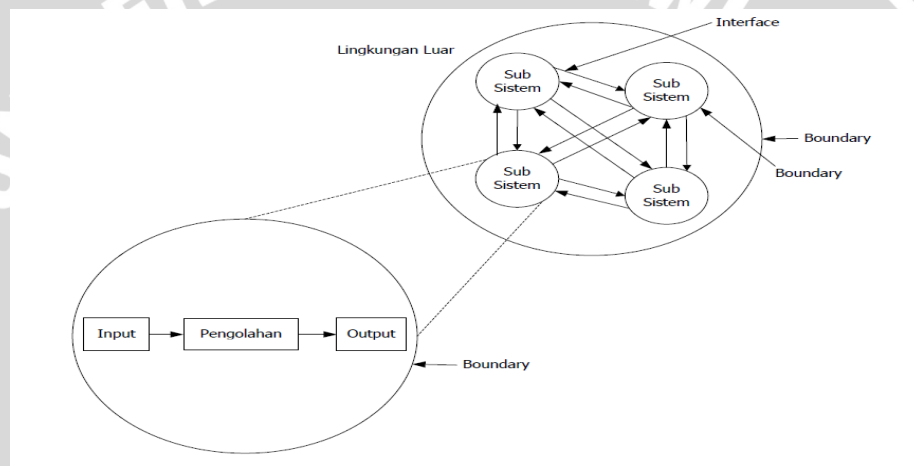 Interface
Lingkungan Luar
Sub
Sistem
Sub
Sistem
Boundary
Boundary
Sub
Sistem
Sub
Sistem
Input
Pengolahan
Output
Boundary